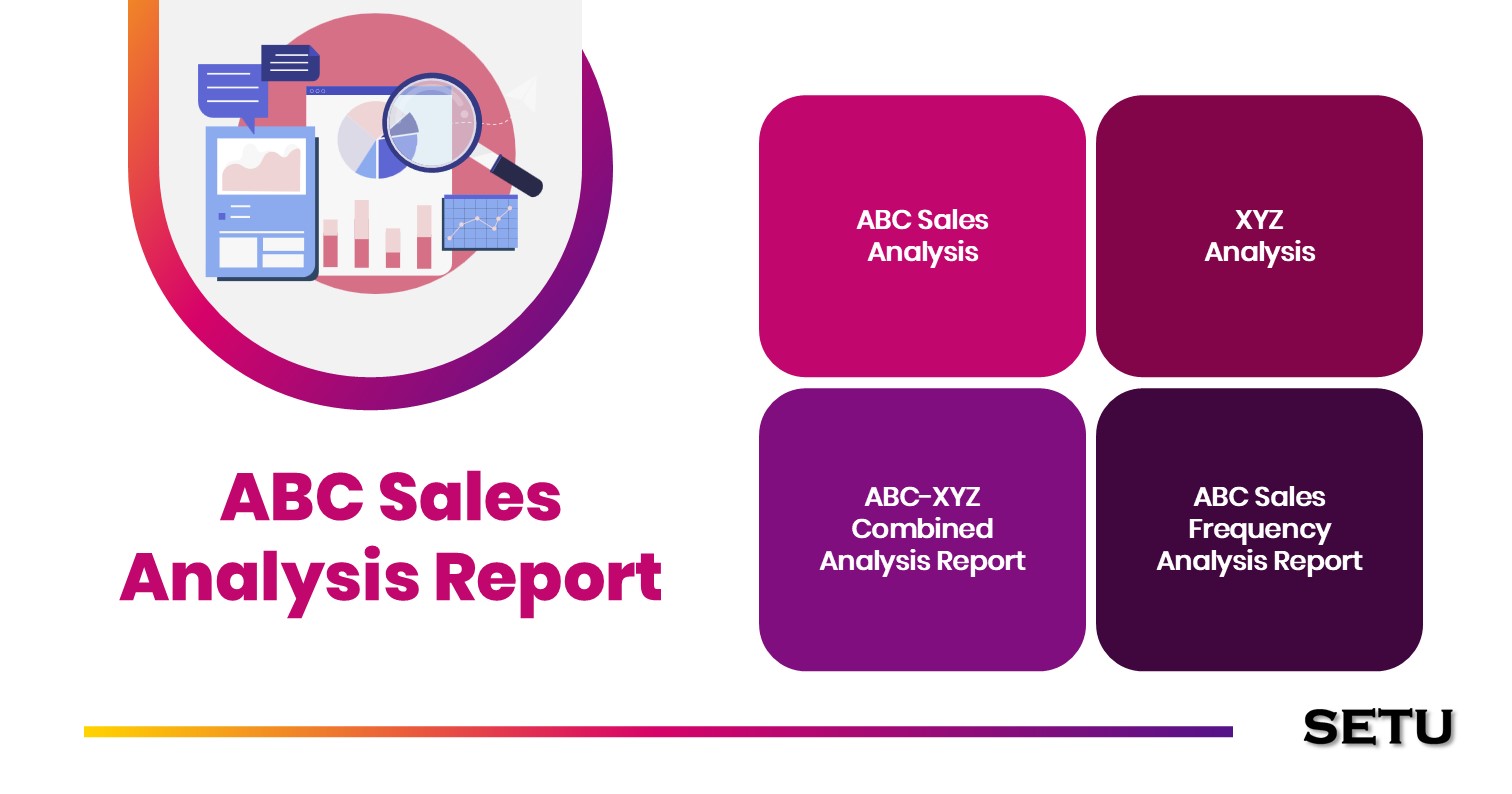 ABC Sales
Analysis Report
ABC Sales
Analysis
XYZ
Analysis
ABC-XYZ
Combined
Analysis Report
ABC Sales
Frequency
Analysis Report
SETU